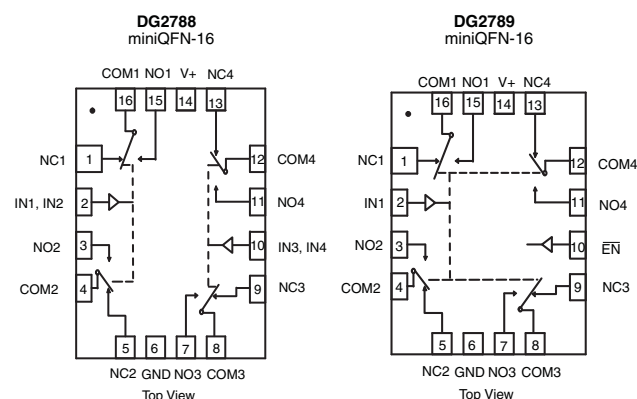 DG2788
miniQFN-16
COM1 NO1 V+ NC4
16 15 14 13
NC1 1
12 COM4
IN1, IN2 2
11 NO4
NO2 3
10 IN3, IN4
COM2 4
9 NC3
5 6 7 8
NC2 GND NO3 COM3
Top View
DG2789
miniQFN-16
COM1 NO1 V+ NC4
16 15 14 13
NC1 1
12 COM4
IN1 2
11 NO4
NO2 3
10 EN
COM2 4
9 NC3
5 6 7 8
NC2 GND NO3 COM3
Top View